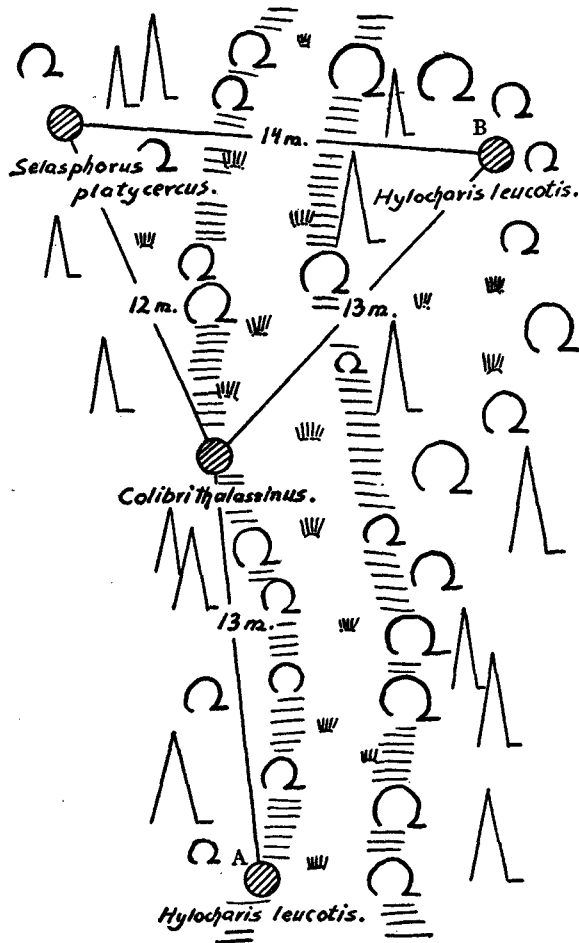 14 m.
B
Selasphorus
platycercus.
Hylocharis leucotis.
12 m.
13 m.
Colibri thalassinus.
13 m.
A
Hylocharis leucotis.